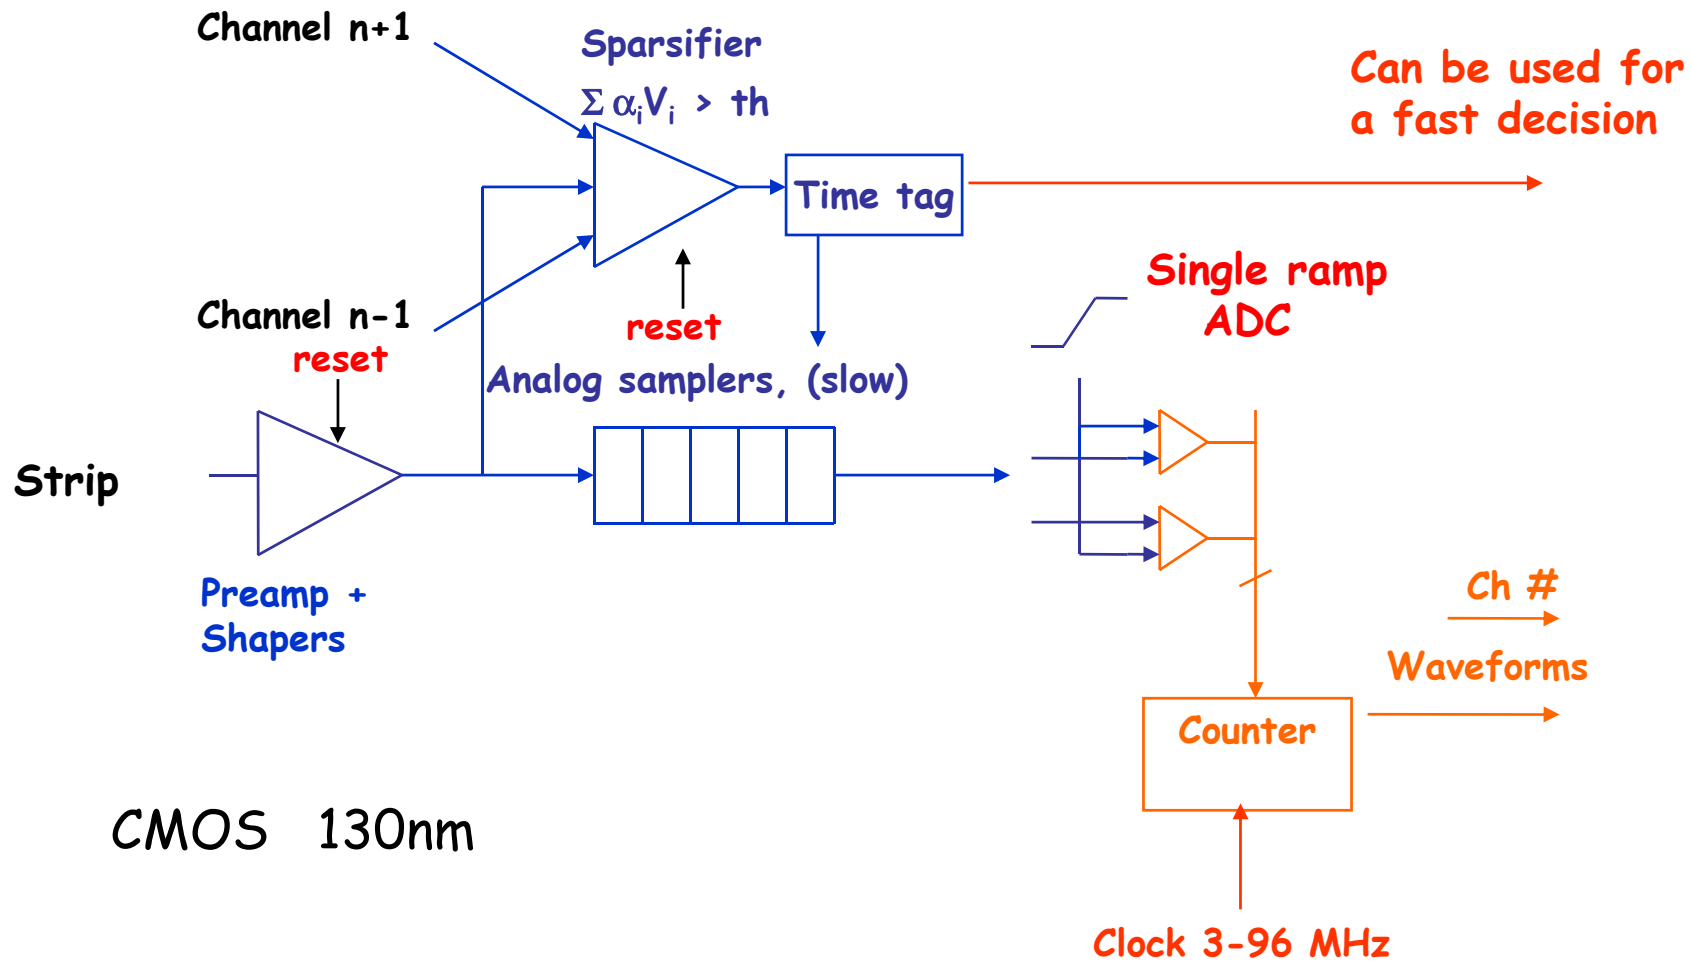 Channel n+1
Sparsifier
Σ αᵢVᵢ > th
Can be used for
a fast decision
Time tag
Channel n-1
reset
reset
Single ramp
ADC
Analog samplers, (slow)
Strip
Preamp +
Shapers
Ch #
Waveforms
Counter
CMOS 130nm
Clock 3-96 MHz